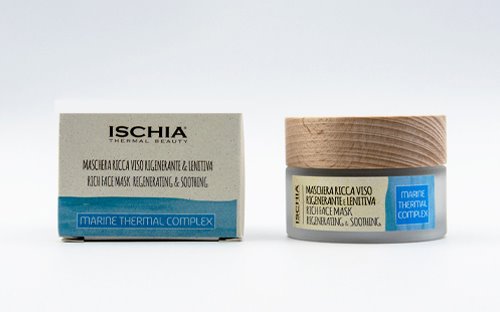 ISCHIA®
THERMAL BEAUTY
MASCHERA RICCA VISO RIGENERANTE & LENITIVA
RICH FACE MASK REGENERATING & SOOTHING
MARINE THERMAL COMPLEX
ISCHIA
MASCHERA RICCA VISO
RIGENERANTE & LENITIVA
RICH FACE MASK
REGENERATING & SOOTHING
MARINE
THERMAL
COMPLEX